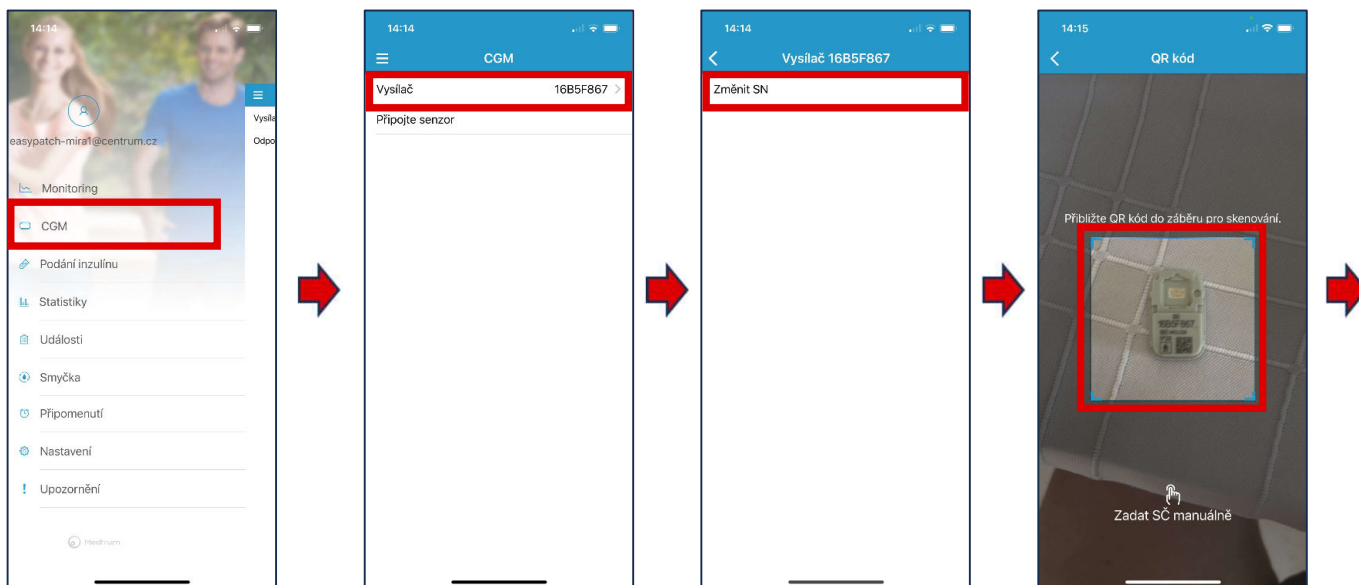 14:14
easypatch-mira1@centrum.cz
Monitoring
CGM
Podání inzulínu
Statistiky
Události
Smyčka
Připomenutí
Nastavení
Upozornění
Medtrum
Vysíla
Odpo
14:14
CGM
Vysílač 16B5F867
Připojte senzor
14:14
Vysílač 16B5F867
Změnit SN
14:15
QR kód
Přibližte QR kód do záběru pro skenování.
16B5F867
Zadat SČ manuálně